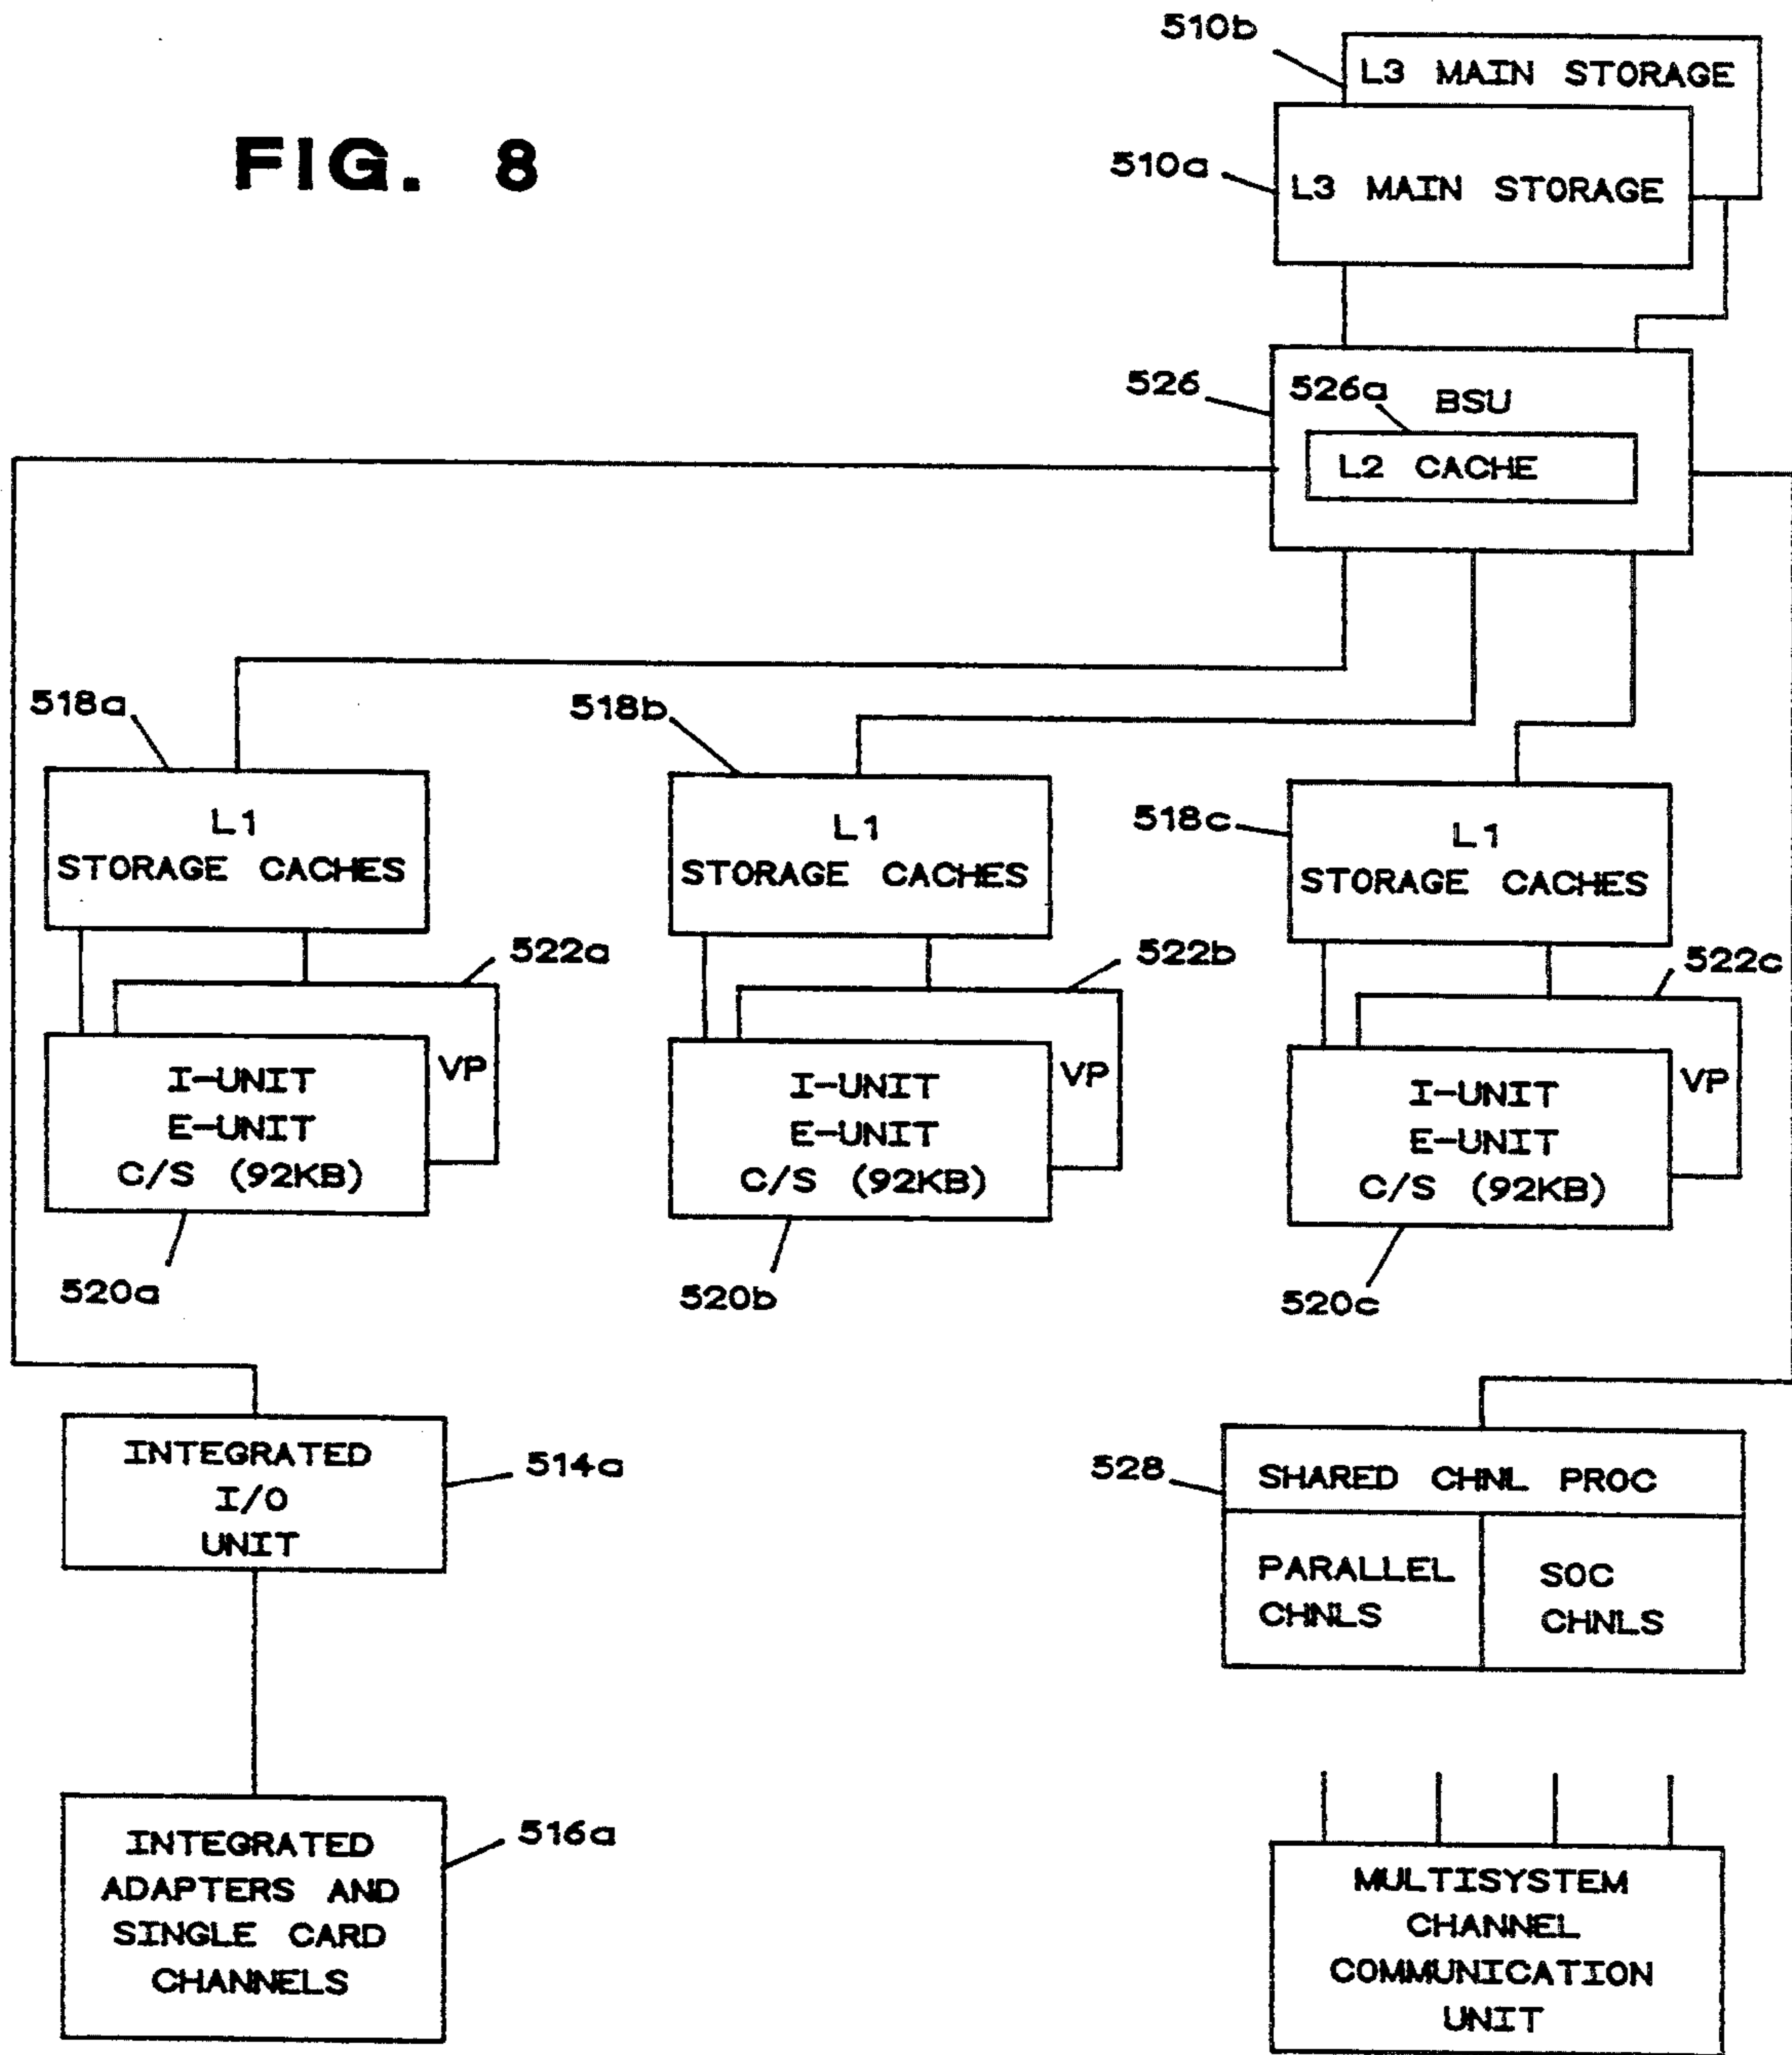 510b
L3 MAIN STORAGE
FIG. 8
510a
L3 MAIN STORAGE
526
526a
BSU
L2 CACHE
518a
518b
518c
L1
STORAGE CACHES
L1
STORAGE CACHES
L1
STORAGE CACHES
522a
522b
522c
VP
VP
VP
I-UNIT
E-UNIT
C/S (92KB)
I-UNIT
E-UNIT
C/S (92KB)
I-UNIT
E-UNIT
C/S (92KB)
520a
520b
520c
INTEGRATED
I/O
UNIT
514a
528
SHARED CHNL PROC
PARALLEL
CHNLS
SOC
CHNLS
INTEGRATED
ADAPTERS AND
SINGLE CARD
CHANNELS
516a
MULTISYSTEM
CHANNEL
COMMUNICATION
UNIT